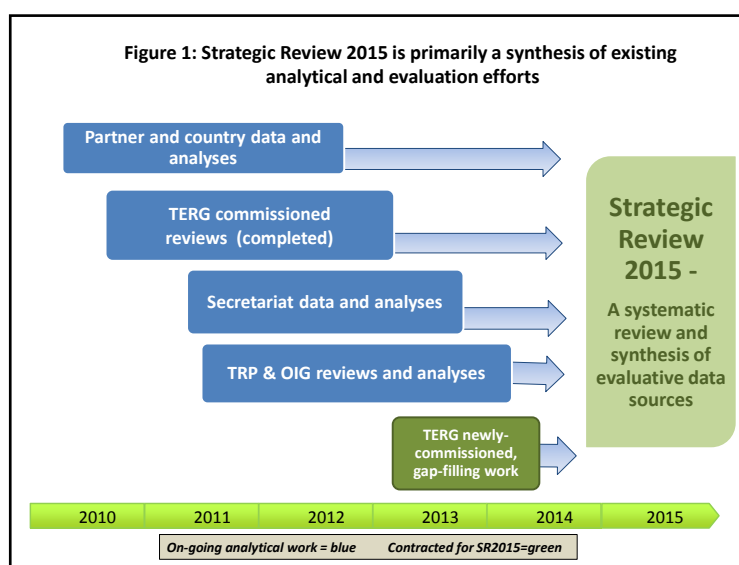 Figure 1: Strategic Review 2015 is primarily a synthesis of existing
analytical and evaluation efforts
Partner and country data and
analyses
TERG commissioned
reviews (completed)
Secretariat data and analyses
TRP & OIG reviews and analyses
TERG newly-
commissioned,
gap-filling work
Strategic
Review
2015 -
A systematic
review and
synthesis of
evaluative data
sources
2010 2011 2012 2013 2014 2015
On-going analytical work = blue Contracted for SR2015=green